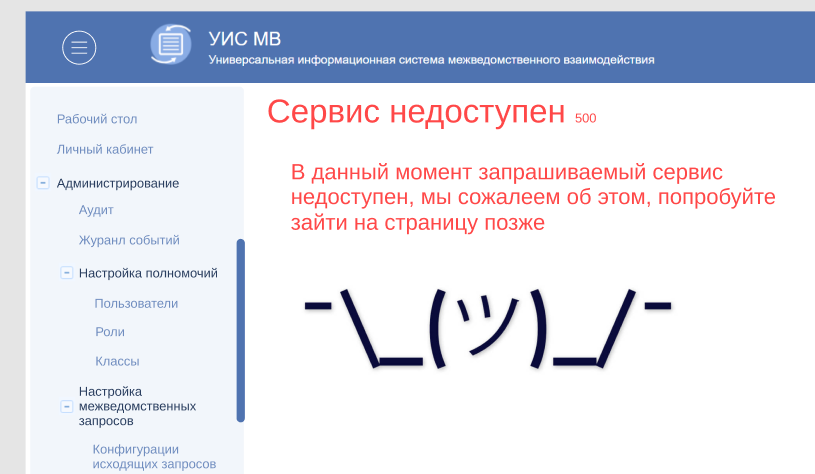 УИС МВ
Универсальная информационная система межведомственного взаимодействия
Рабочий стол
Личный кабинет
Администрирование
Аудит
Журанл событий
Настройка полномочий
Пользователи
Роли
Классы
Настройка
межведомственных
запросов
Конфигурации
исходящих запросов
Сервис недоступен 500
В данный момент запрашиваемый сервис
недоступен, мы сожалеем об этом, попробуйте
зайти на страницу позже
¯\_(ツ)_/¯